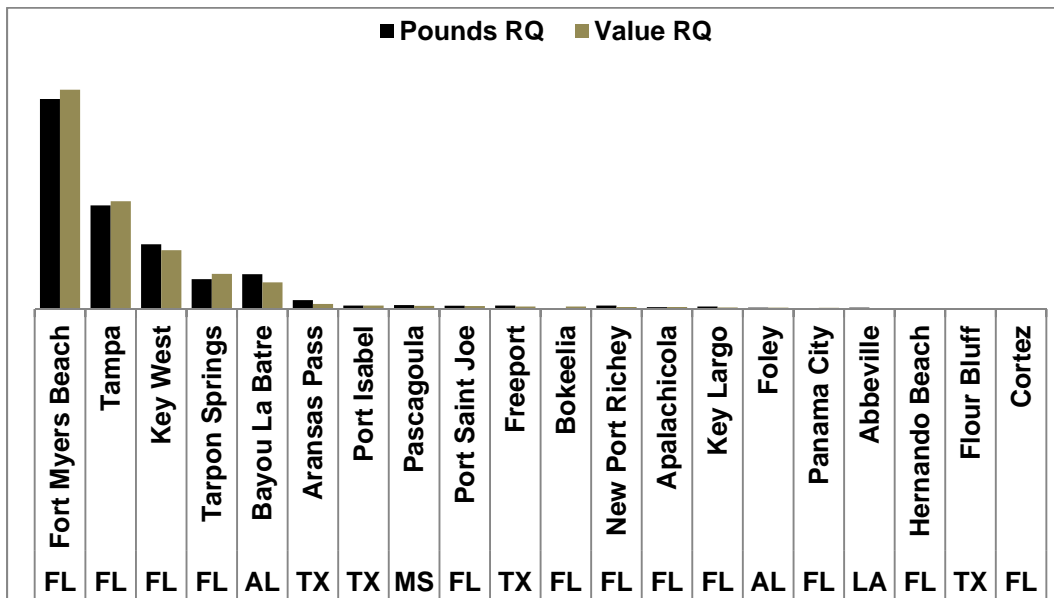 Pounds RQ Value RQ
Fort Myers Beach
Tampa
Key West
Tarpon Springs
Bayou La Batre
Aransas Pass
Port Isabel
Pascagoula
Port Saint Joe
Freeport
Bokeelia
New Port Richey
Apalachicola
Key Largo
Foley
Panama City
Abbeville
Hernando Beach
Flour Bluff
Cortez
FL FL FL FL AL TX TX MS FL TX FL FL FL FL AL FL LA FL TX FL